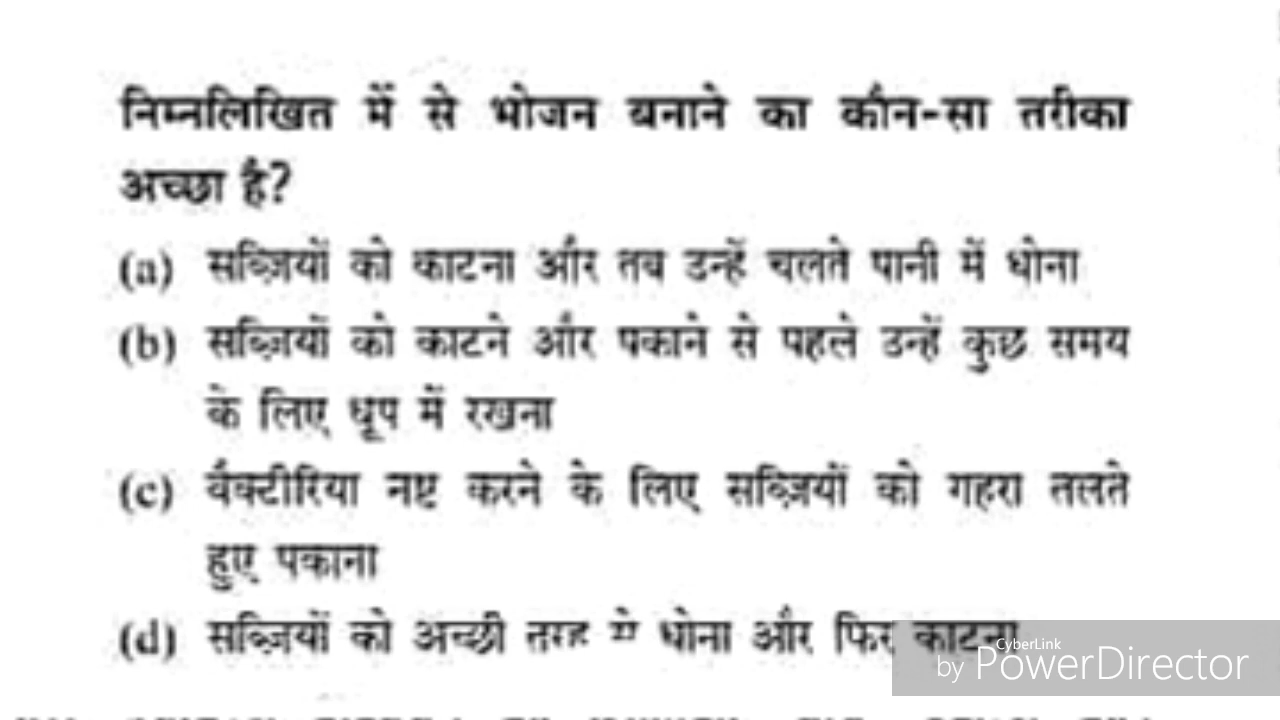 निम्नलिखित में से भोजन बनाने का कौन-सा तरीका
अच्छा है?
(a) सब्ज़ियों को काटना और तब उन्हें चलते पानी में धोना
(b) सब्ज़ियों को काटने और पकाने से पहले उन्हें कुछ समय
के लिए धूप में रखना
(c) बैक्टीरिया नष्ट करने के लिए सब्ज़ियों को गहरा तलते
हुए पकाना
(d) सब्ज़ियों को अच्छी तरह से धोना और फिर काटना
CyberLink
by PowerDirector